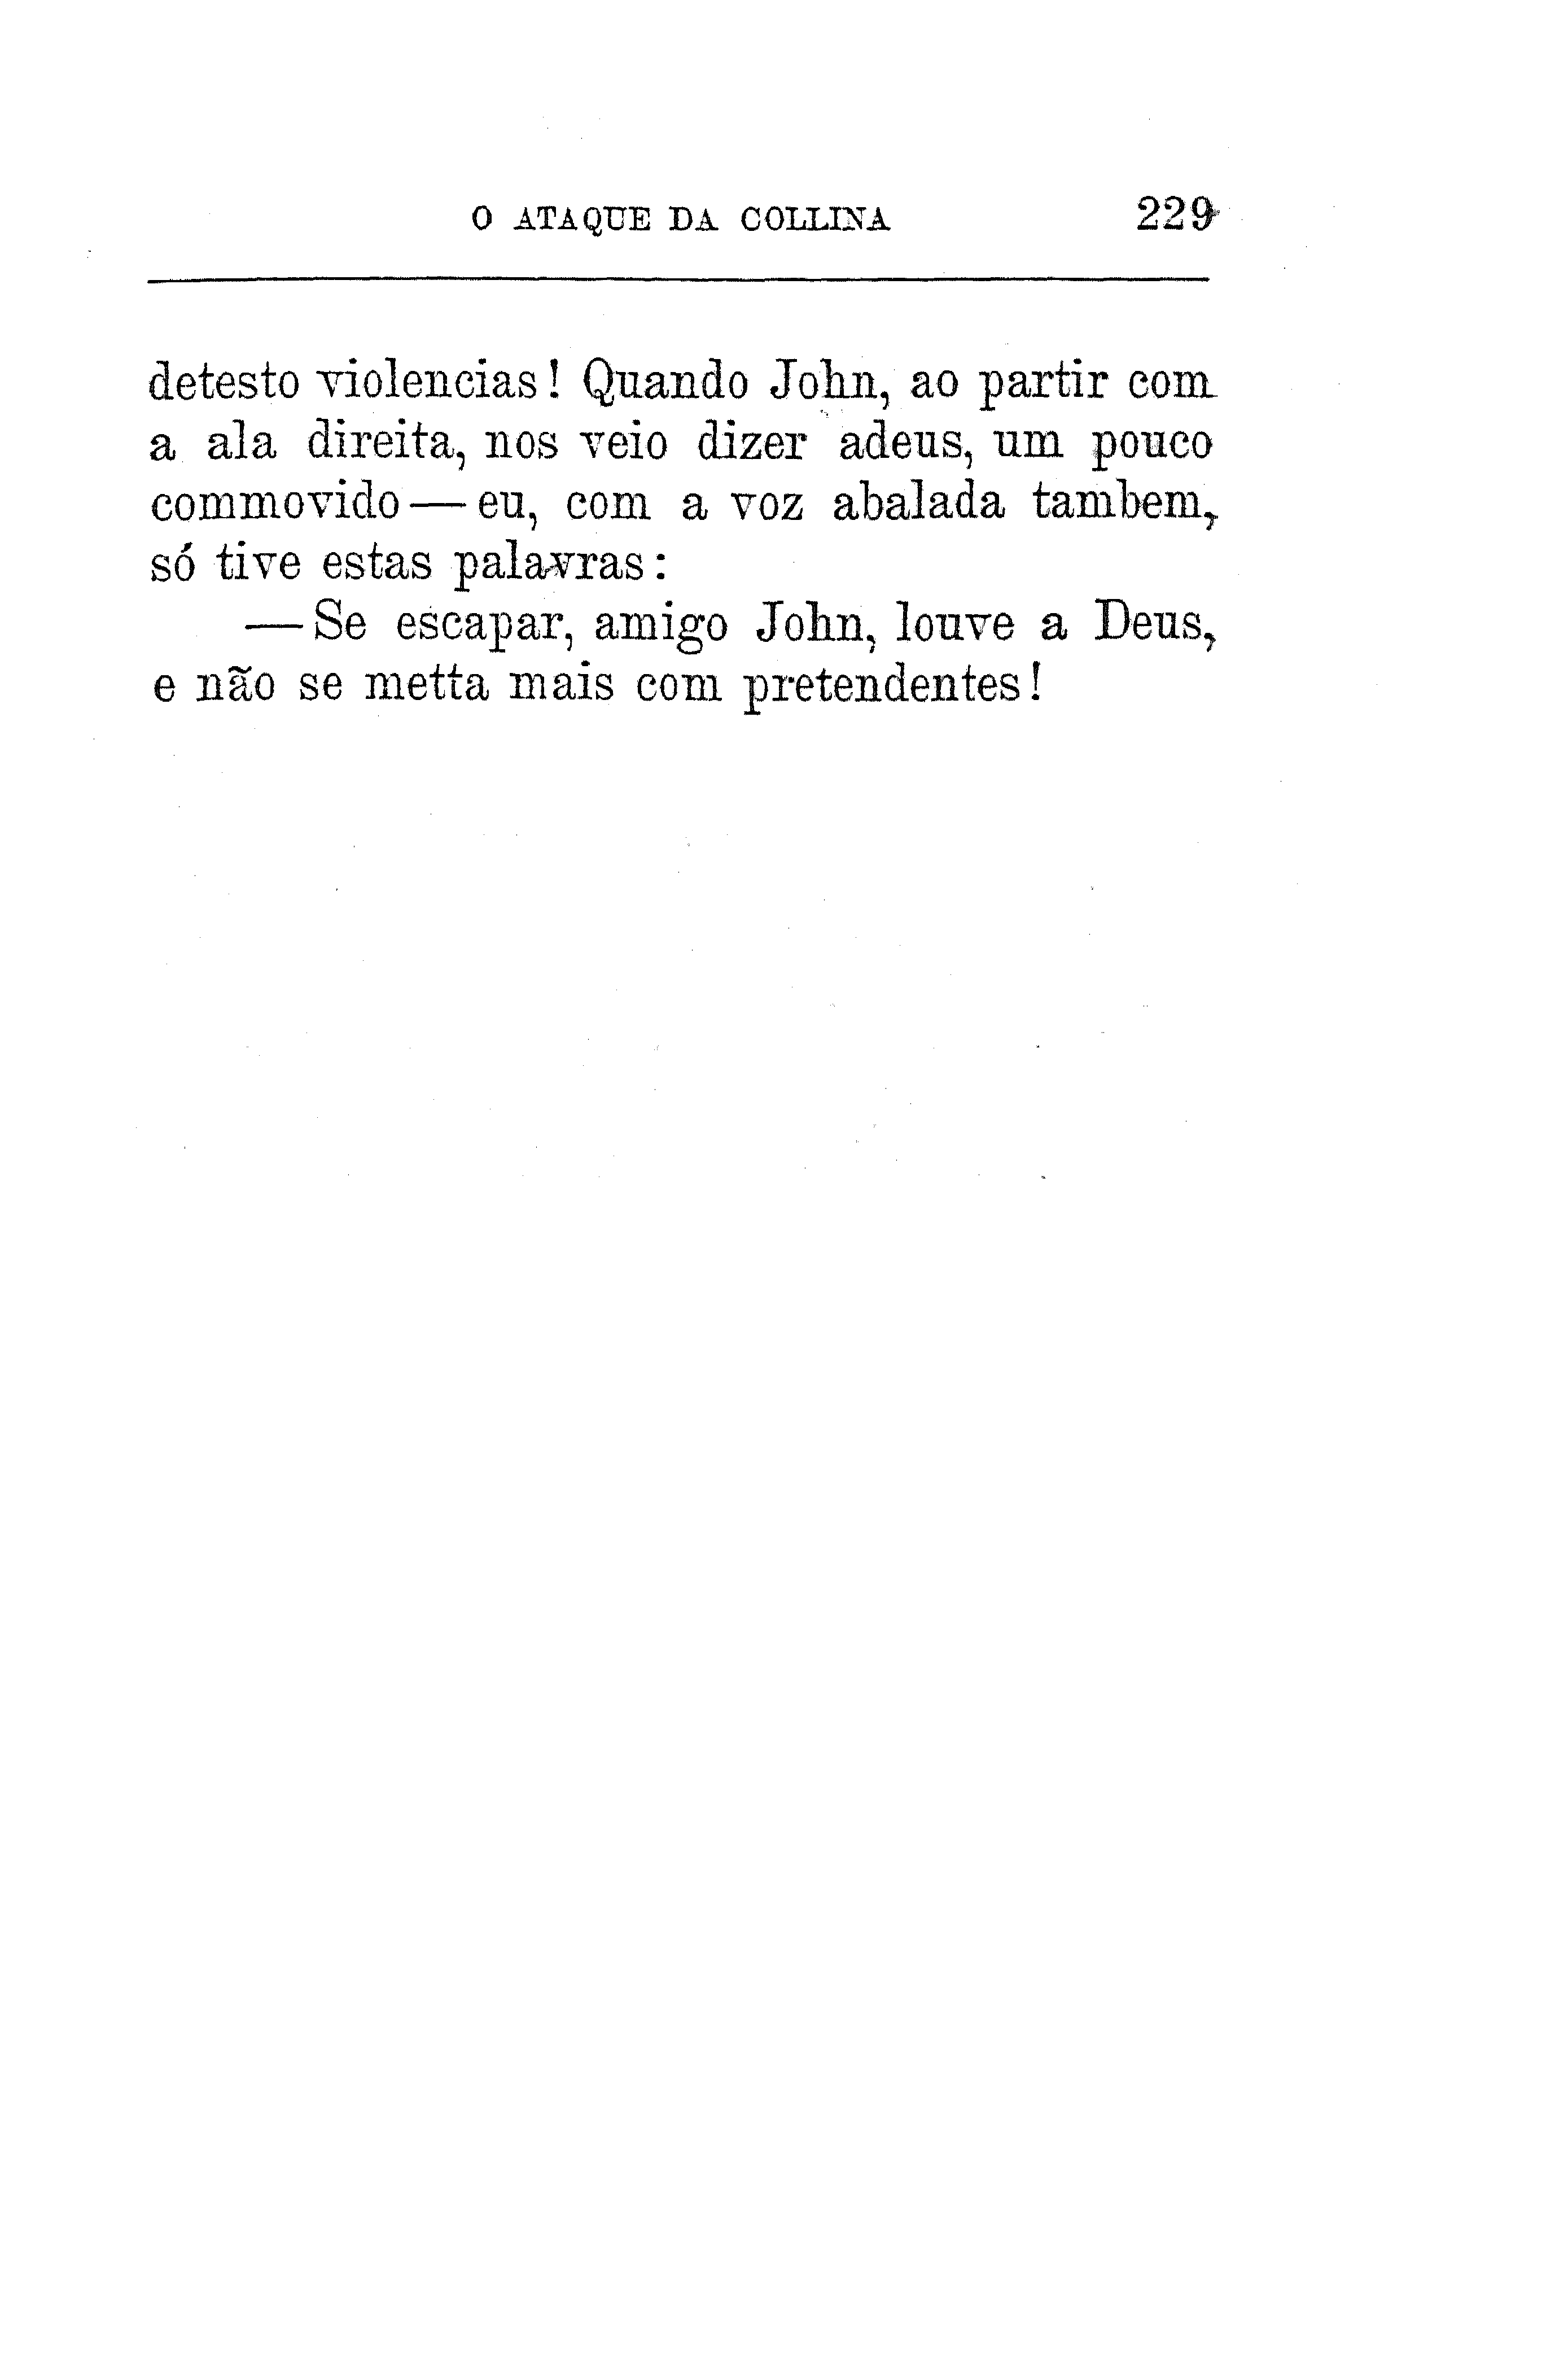 O ATAQUE DA COLLINA 229
detesto violencias! Quando John, ao partir com
a ala direita, nos veio dizer adeus, um pouco
commovido — eu, com a voz abalada tambem,
só tive estas palavras:
— Se escapar, amigo John, louve a Deus,
e não se metta mais com pretendentes!